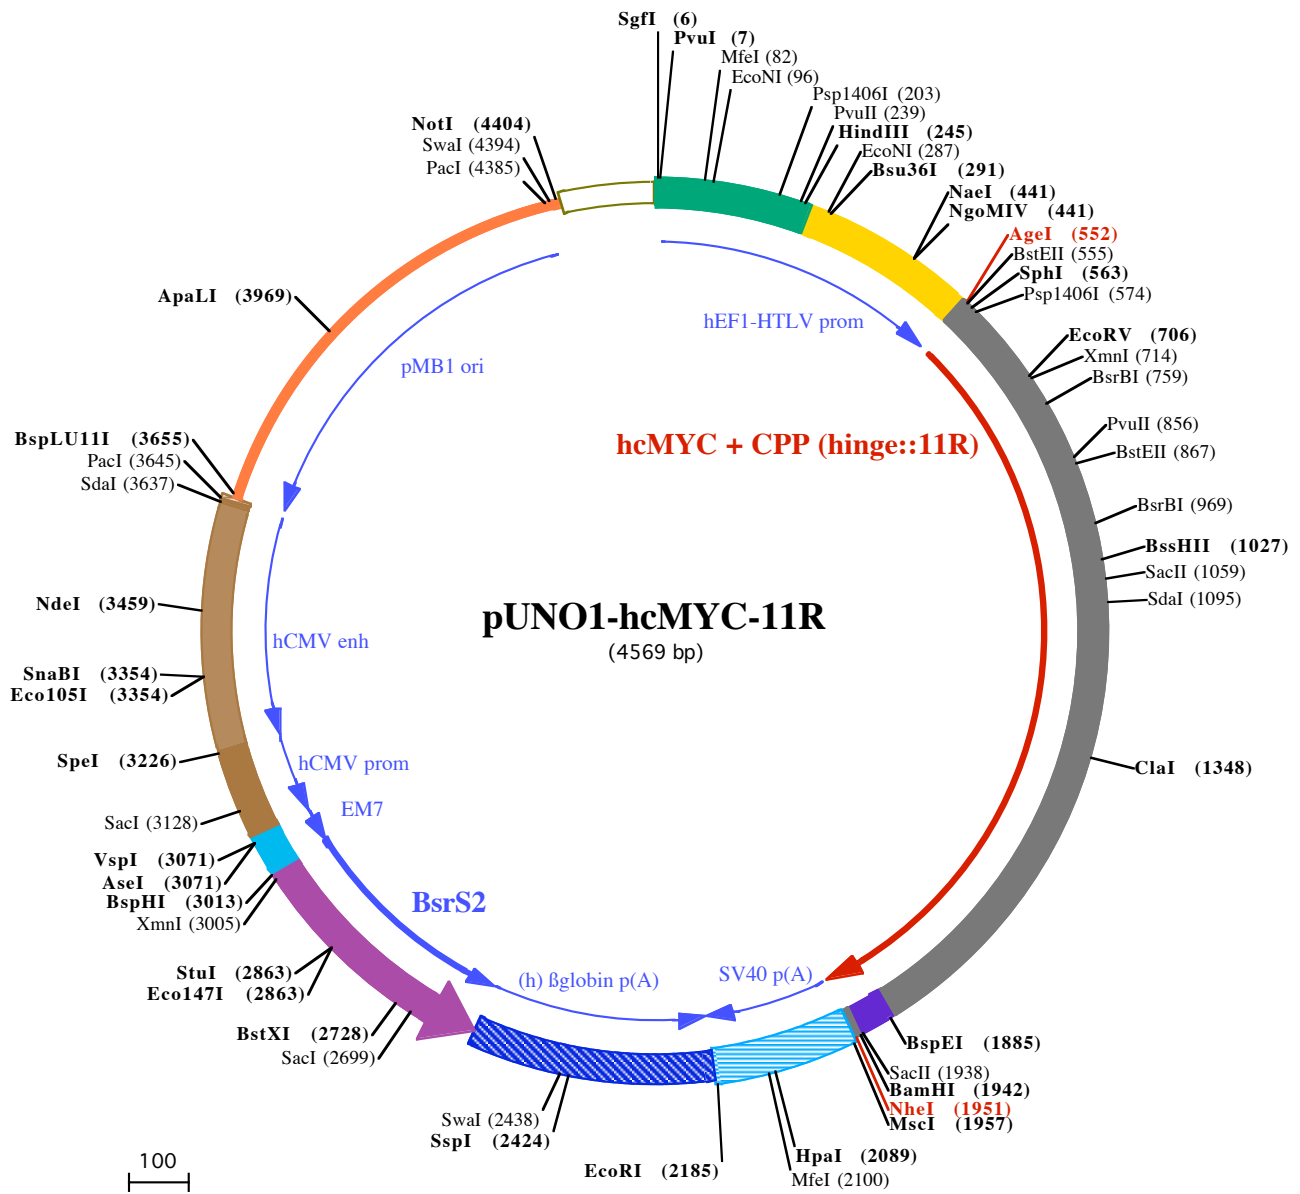 SgfI (6)
PvuI (7)
MfeI (82)
EcoNI (96)
Psp1406I (203)
PvuII (239)
HindIII (245)
EcoNI (287)
Bsu36I (291)
NaeI (441)
NgoMIV (441)
AgeI (552)
BstEII (555)
SphI (563)
Psp1406I (574)
EcoRV (706)
XmnI (714)
BsrBI (759)
PvuII (856)
BstEII (867)
BsrBI (969)
BssHII (1027)
SacII (1059)
SdaI (1095)
ClaI (1348)
BspEI (1885)
SacII (1938)
BamHI (1942)
NheI (1951)
MscI (1957)
HpaI (2089)
MfeI (2100)
EcoRI (2185)
SspI (2424)
SwaI (2438)
SacI (2699)
BstXI (2728)
Eco147I (2863)
StuI (2863)
XmnI (3005)
BspHI (3013)
AseI (3071)
VspI (3071)
SacI (3128)
SpeI (3226)
Eco105I (3354)
SnaBI (3354)
NdeI (3459)
SdaI (3637)
PacI (3645)
BspLU11I (3655)
ApaLI (3969)
PacI (4385)
SwaI (4394)
NotI (4404)
hEF1-HTLV prom
pMB1 ori
hcMYC + CPP (hinge::11R)
pUNO1-hcMYC-11R
(4569 bp)
hCMV enh
hCMV prom
EM7
BsrS2
(h) ßglobin p(A)
SV40 p(A)
100